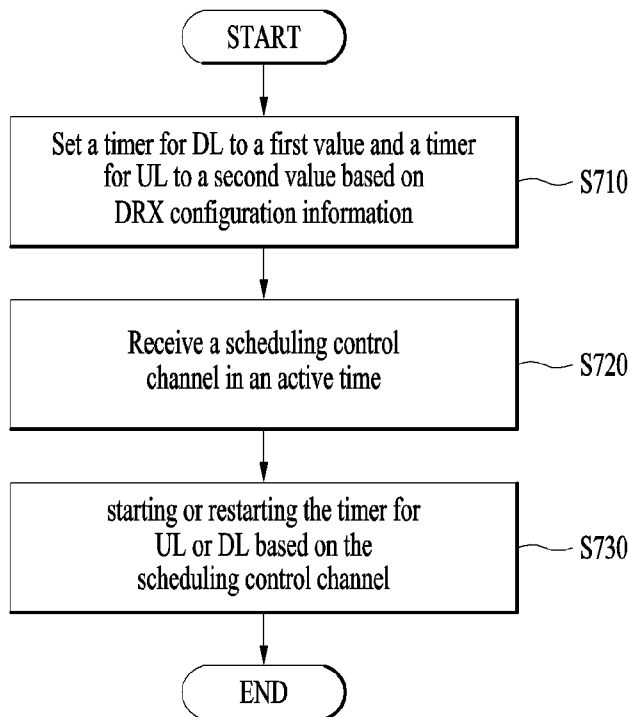 START
Set a timer for DL to a first value and a timer
for UL to a second value based on
DRX configuration information
S710
Receive a scheduling control
channel in an active time
S720
starting or restarting the timer for
UL or DL based on the
scheduling control channel
S730
END